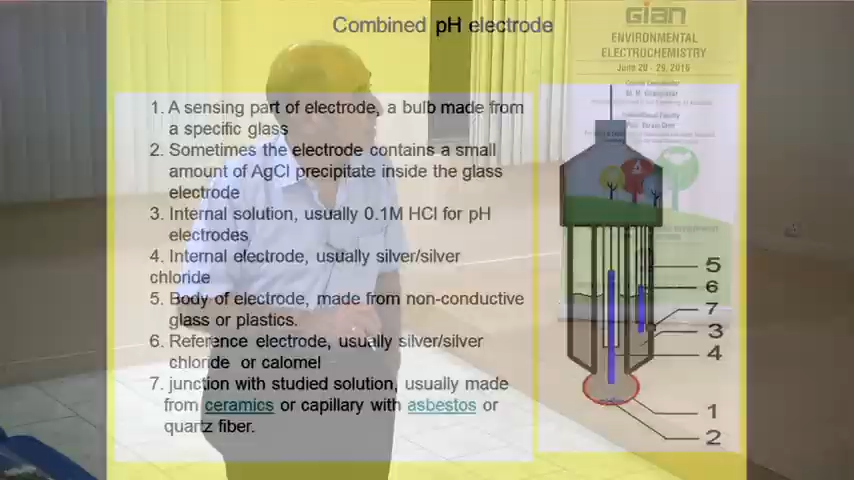 Combined pH electrode
1. A sensing part of electrode, a bulb made from
a specific glass
2. Sometimes the electrode contains a small
amount of AgCl precipitate inside the glass
electrode
3. Internal solution, usually 0.1M HCl for pH
electrodes
4. Internal electrode, usually silver/silver
chloride
5. Body of electrode, made from non-conductive
glass or plastics.
6. Reference electrode, usually silver/silver
chloride or calomel
7. junction with studied solution, usually made
from ceramics or capillary with asbestos or
quartz fiber.
gian
ENVIRONMENTAL
ELECTROCHEMISTRY
June 20 - 29, 2016
5
6
7
3
4
1
2